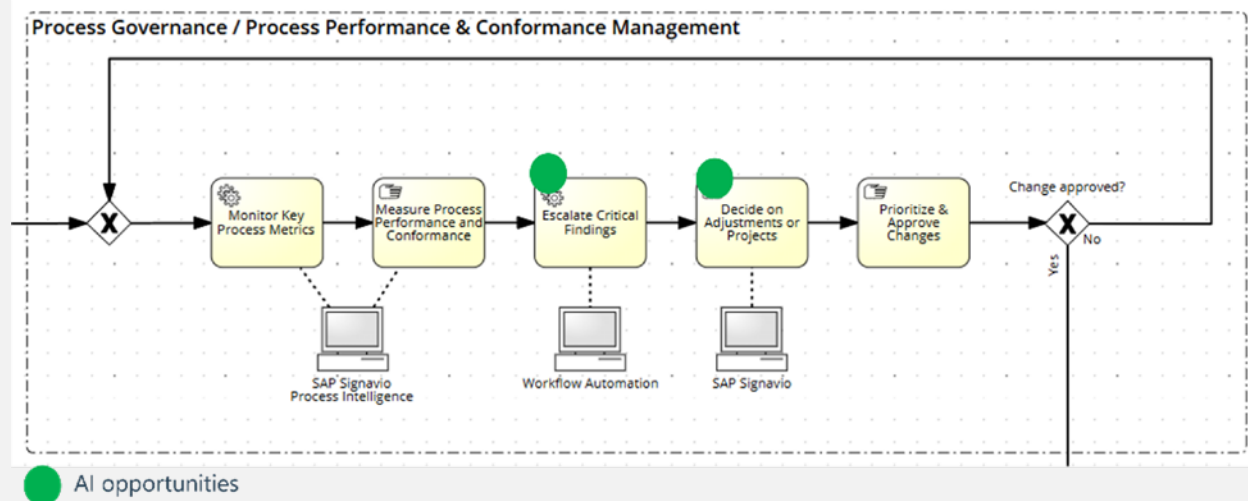 Process Governance / Process Performance & Conformance Management
Change approved?
Monitor Key
Process Metrics
Measure Process
Performance and
Conformance
Escalate Critical
Findings
Decide on
Adjustments or
Projects
Prioritize &
Approve
Changes
X
X
No
Yes
SAP Signavio
Process Intelligence
Workflow Automation
SAP Signavio
AI opportunities